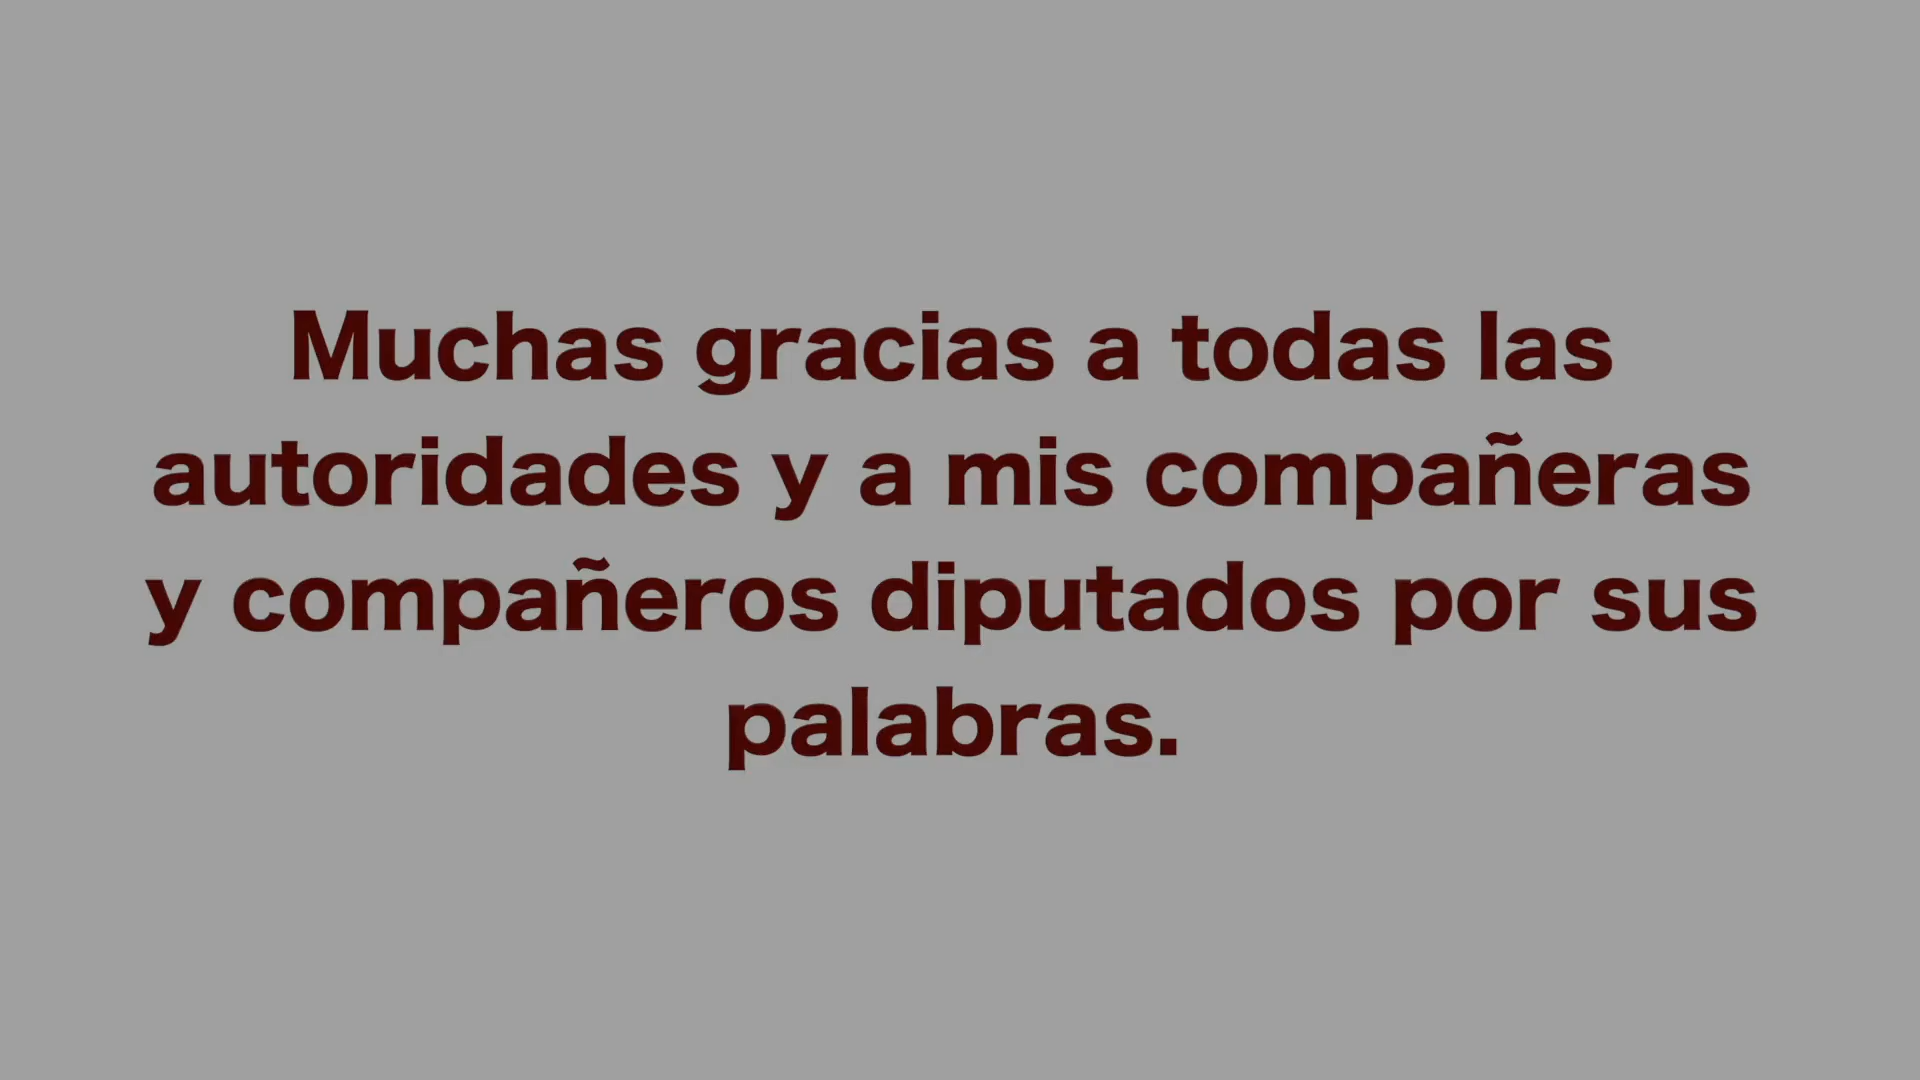 Muchas gracias a todas las
autoridades y a mis compañeras
y compañeros diputados por sus
palabras.